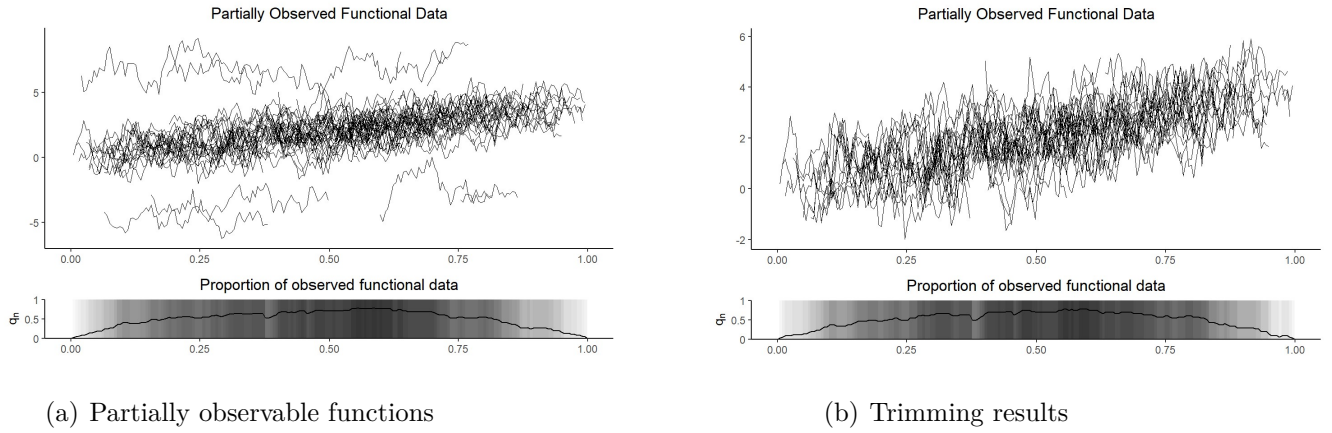 Partially Observed Functional Data
5
0
-5
0.00 0.25 0.50 0.75 1.00
Proportion of observed functional data
1
0.5
0
qn
0.00 0.25 0.50 0.75 1.00
(a) Partially observable functions
Partially Observed Functional Data
6
4
2
0
-2
0.00 0.25 0.50 0.75 1.00
Proportion of observed functional data
1
0.5
0
qn
0.00 0.25 0.50 0.75 1.00
(b) Trimming results